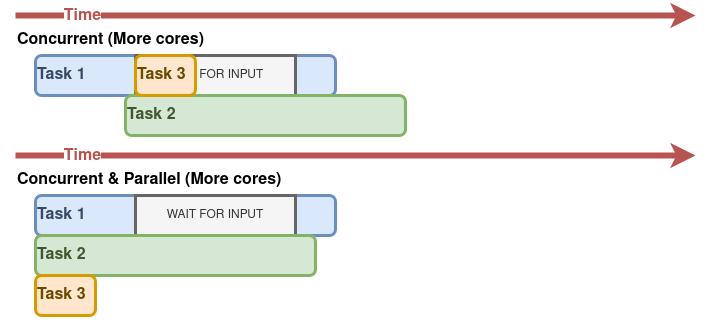 Time
Concurrent (More cores)
Task 1
Task 3
FOR INPUT
Task 2
Time
Concurrent & Parallel (More cores)
Task 1
WAIT FOR INPUT
Task 2
Task 3